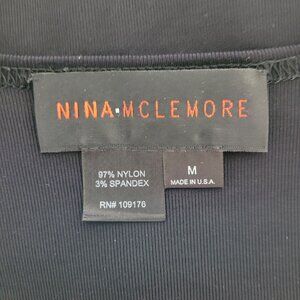 NINA▪MCLEMORE
97% NYLON
3% SPANDEX
RN# 109176
M
MADE IN U.S.A.